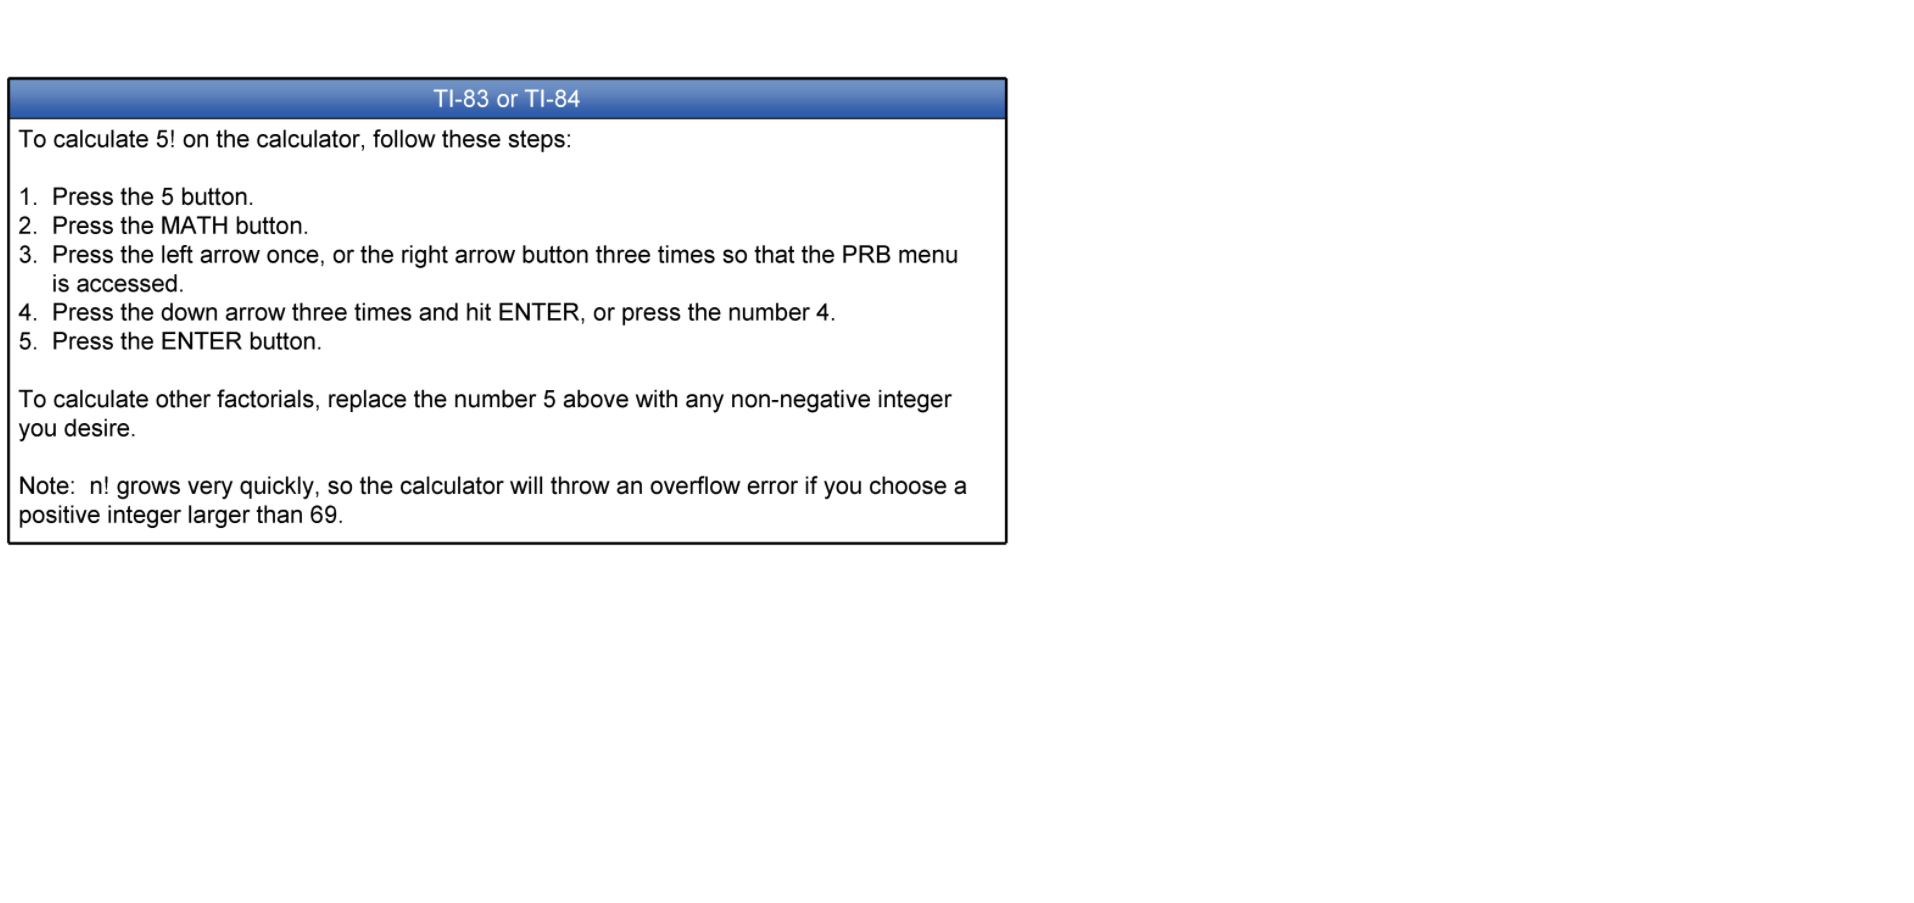 TI-83 or TI-84
To calculate 5! on the calculator, follow these steps:
1. Press the 5 button.
2. Press the MATH button.
3. Press the left arrow once, or the right arrow button three times so that the PRB menu
is accessed.
4. Press the down arrow three times and hit ENTER, or press the number 4.
5. Press the ENTER button.
To calculate other factorials, replace the number 5 above with any non-negative integer
you desire.
Note: n! grows very quickly, so the calculator will throw an overflow error if you choose a
positive integer larger than 69.